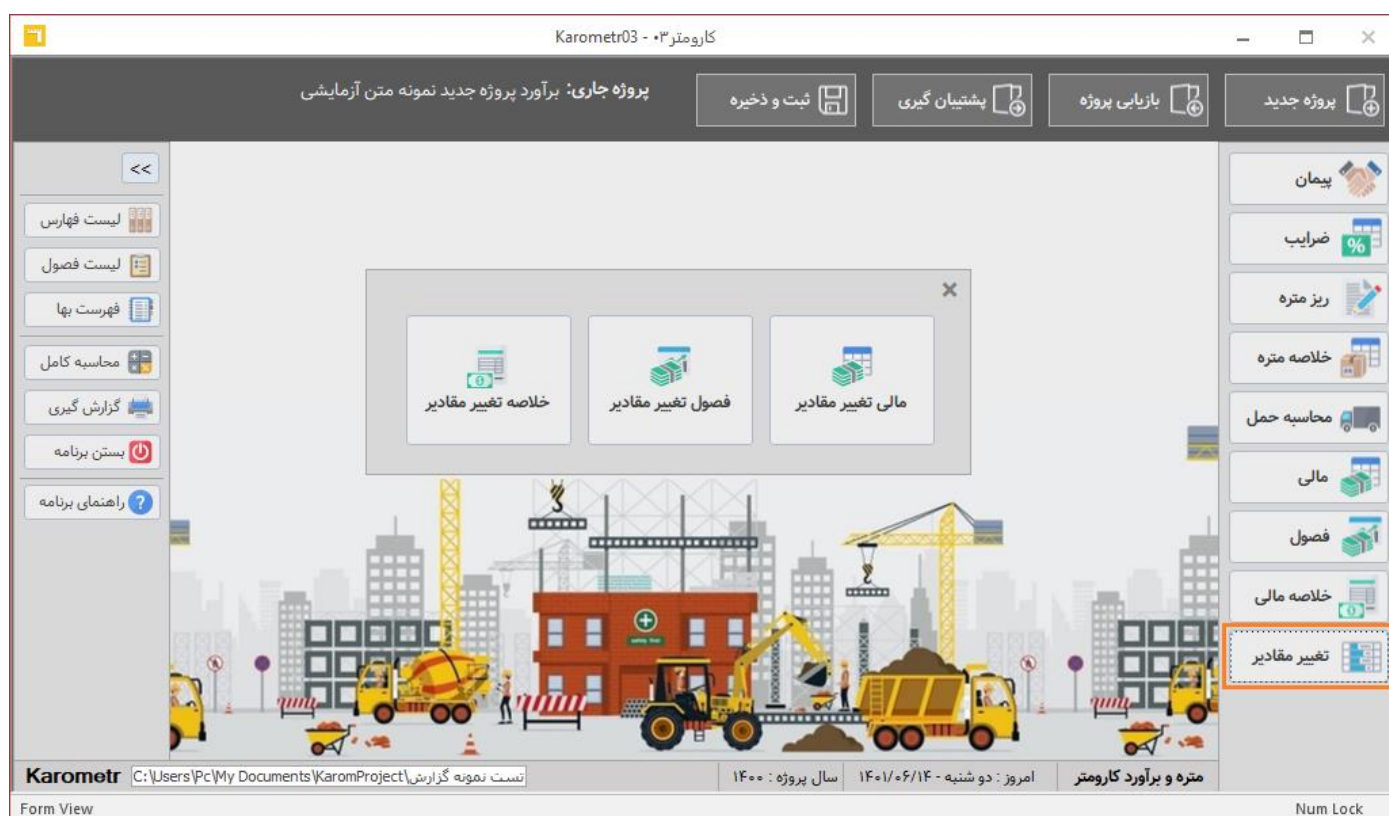 کارومتر۰۳ - Karometr03
پروژه جدید
بازیابی پروژه
پشتیبان گیری
ثبت و ذخیره
پروژه جاری: برآورد پروژه جدید نمونه متن آزمایشی
پیمان
ضرایب
ریز متره
خلاصه متره
محاسبه حمل
مالی
فصول
خلاصه مالی
تغییر مقادیر
مالی تغییر مقادیر
فصول تغییر مقادیر
خلاصه تغییر مقادیر
<<
لیست فهارس
لیست فصول
فهرست بها
محاسبه کامل
گزارش گیری
بستن برنامه
راهنمای برنامه
safety first
متره و برآورد کارومتر
امروز : دو شنبه - ۱۴۰۱/۰۶/۱۴
سال پروژه : ۱۴۰۰
C:\Users\Pc\My Documents\KaromProject\تست نمونه گزارش
Karometr
Form View
Num Lock